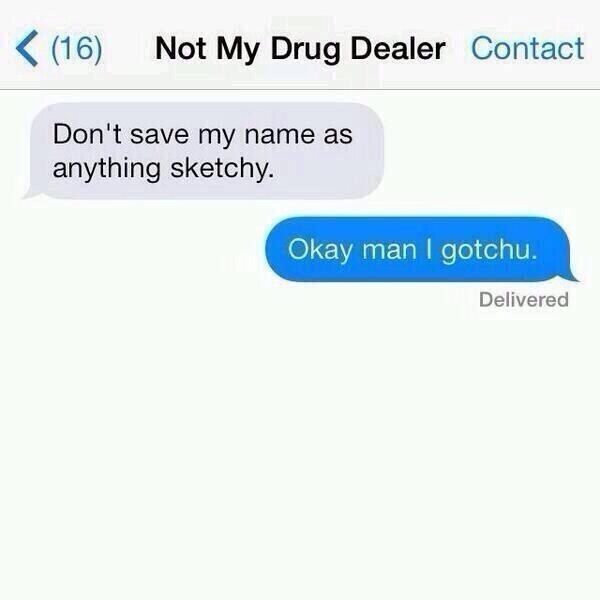 (16) Not My Drug Dealer Contact
Don't save my name as
anything sketchy.
Okay man I gotchu.
Delivered